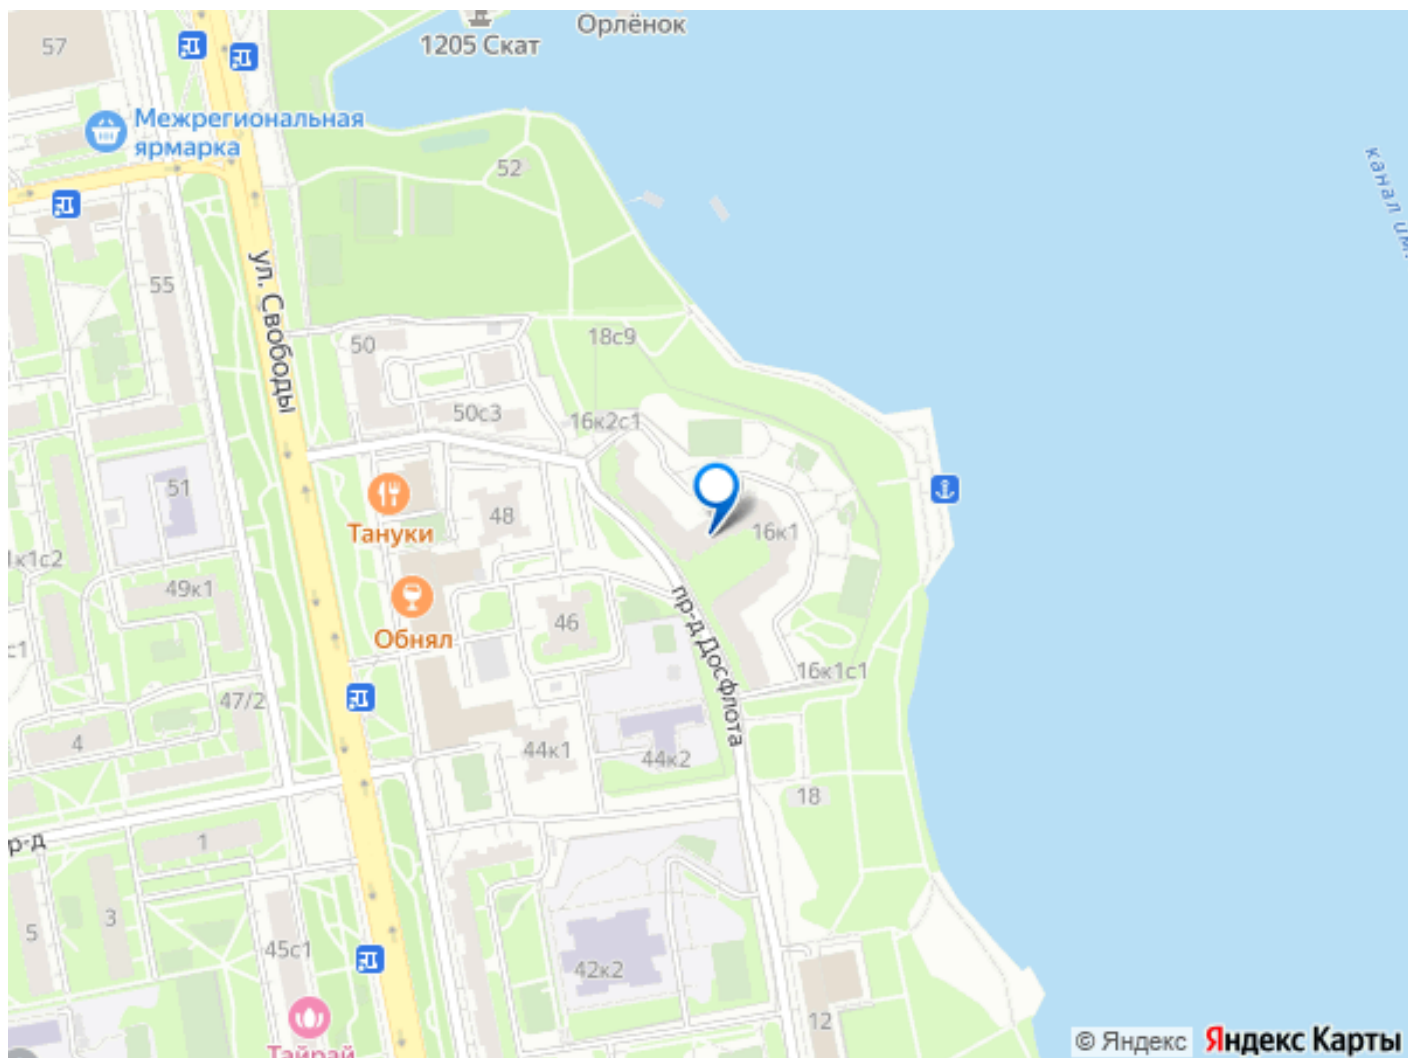 57
Орлёнок
1205 Скат
Межрегиональная
ярмарка
52
канал им.
55
ул. Свободы
50
18с9
50с3
16к2с1
51
Тануки
48
16к1
1к1с2
49к1
Обнял
46
пр-д Досфлота
с1
47/2
16к1с1
4
44к1
44к2
18
р-д
1
5
3
45с1
42к2
12
Тайрай
© Яндекс
Яндекс Карты